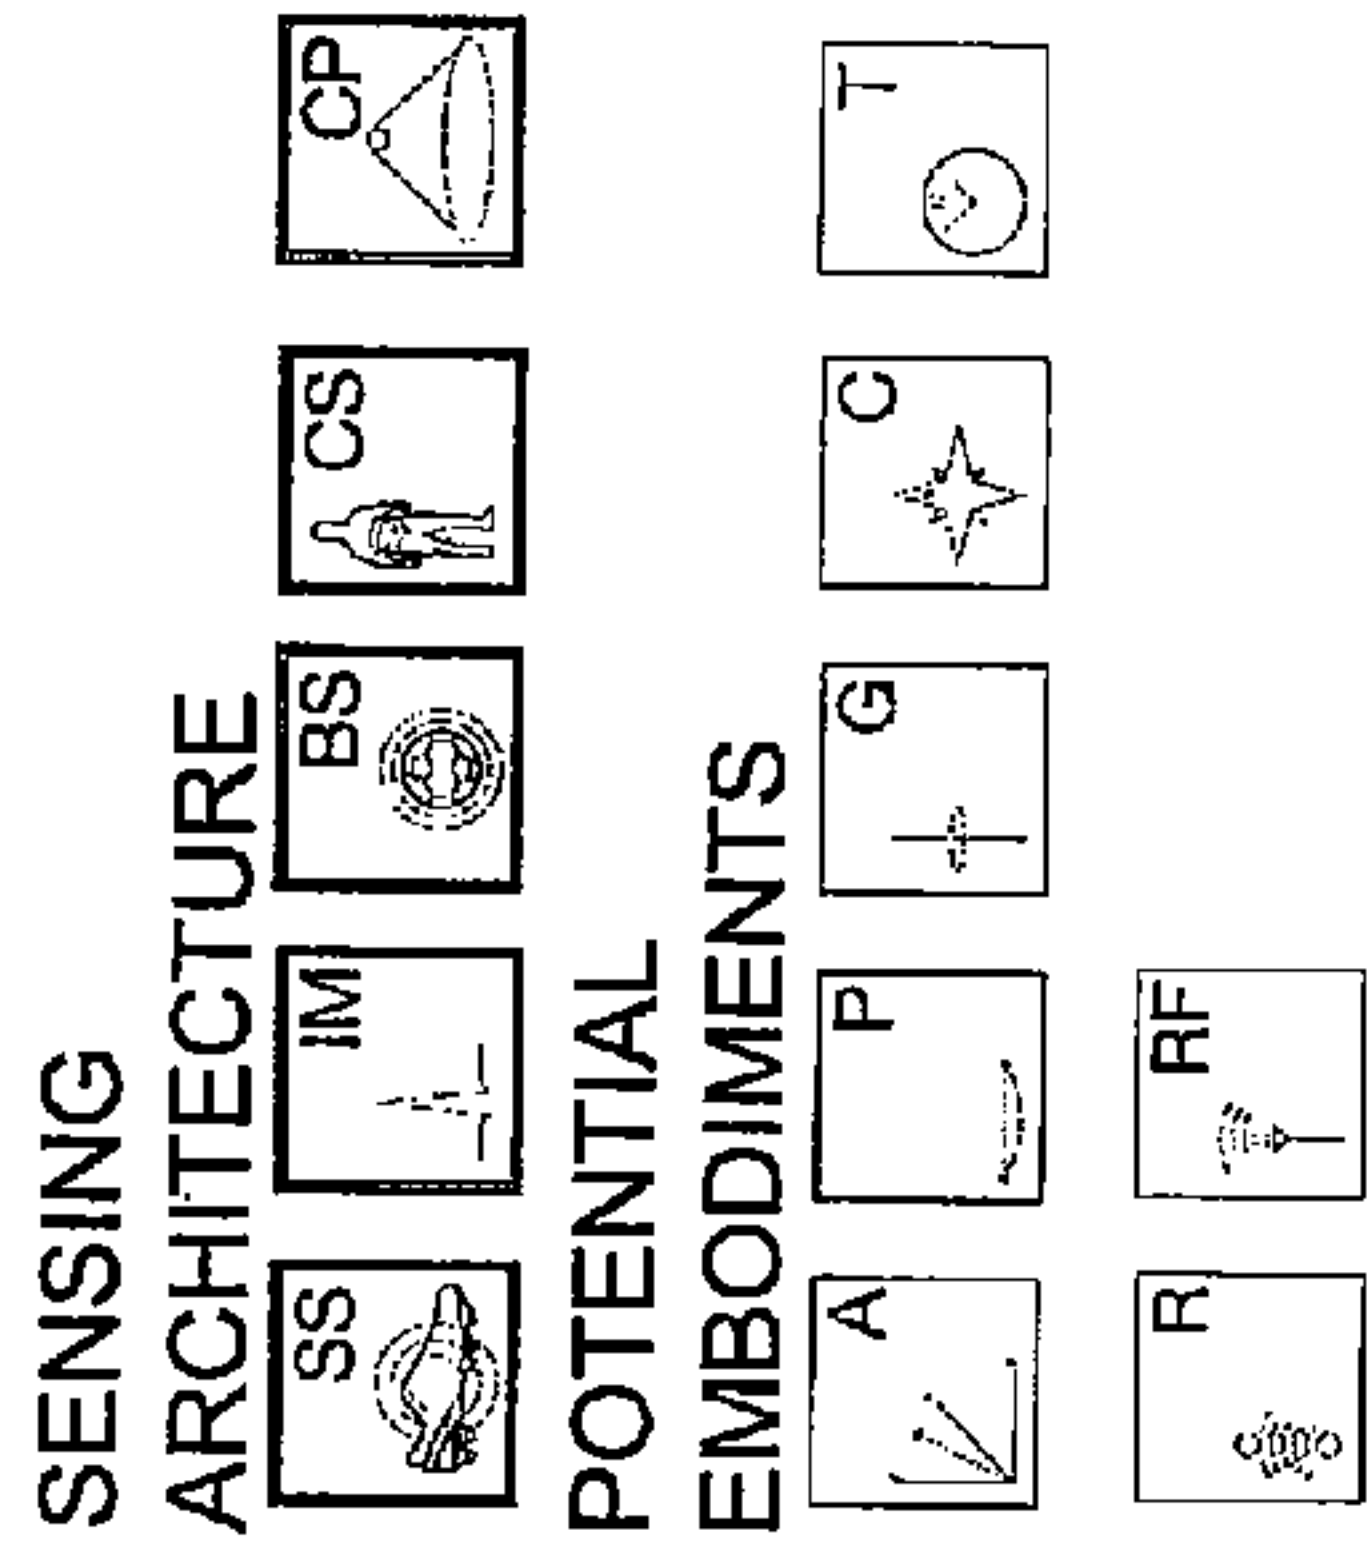 SENSING
ARCHITECTURE
SS IM BS CS CP
POTENTIAL
EMBODIMENTS
A P G C T
R RF